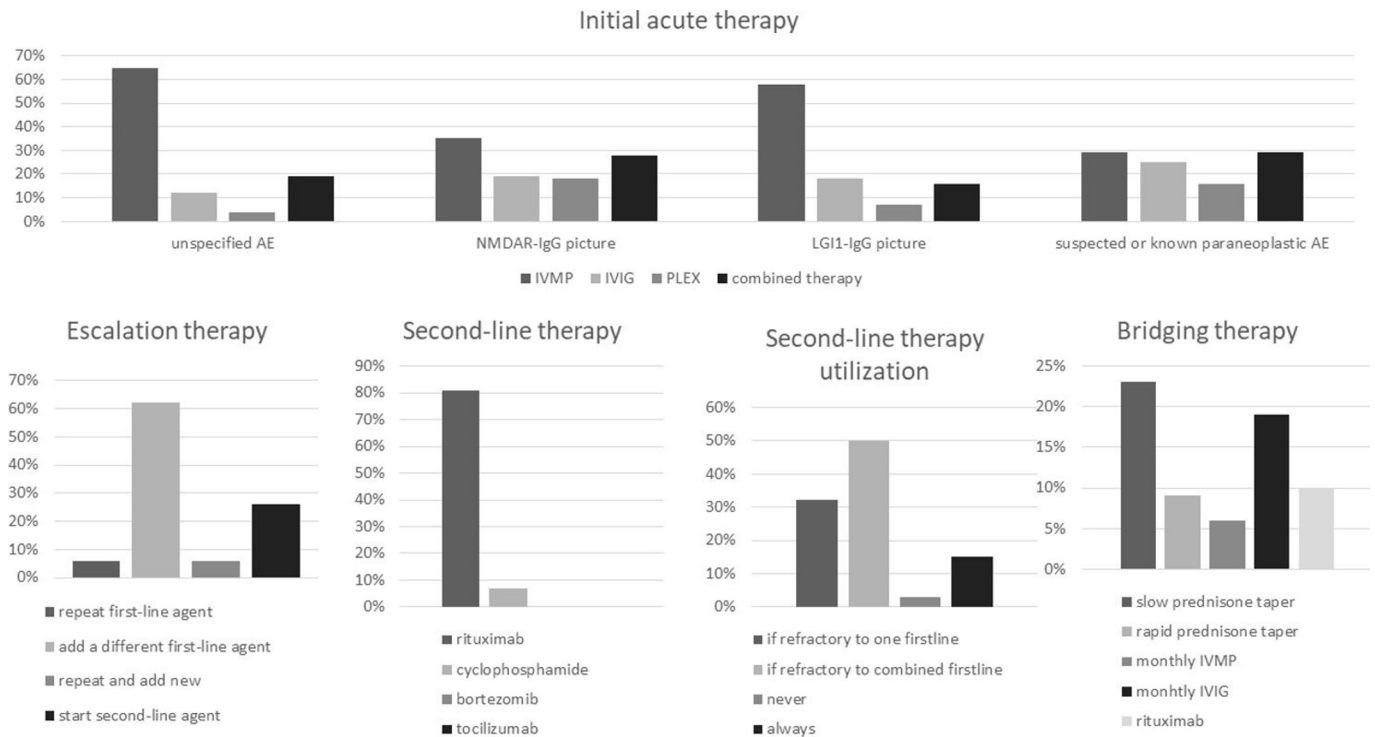 Initial acute therapy
70%
60%
50%
40%
30%
20%
10%
0%
unspecified AE
NMDAR-IgG picture
LGI1-IgG picture
suspected or known paraneoplastic AE
IVMP IVIG PLEX combined therapy
Escalation therapy
70%
60%
50%
40%
30%
20%
10%
0%
repeat first-line agent
add a different first-line agent
repeat and add new
start second-line agent
Second-line therapy
90%
80%
70%
60%
50%
40%
30%
20%
10%
0%
rituximab
cyclophosphamide
bortezomib
tocilizumab
Second-line therapy
utilization
60%
50%
40%
30%
20%
10%
0%
if refractory to one firstline
if refractory to combined firstline
never
always
Bridging therapy
25%
20%
15%
10%
5%
0%
slow prednisone taper
rapid prednisone taper
monthly IVMP
monhtly IVIG
rituximab